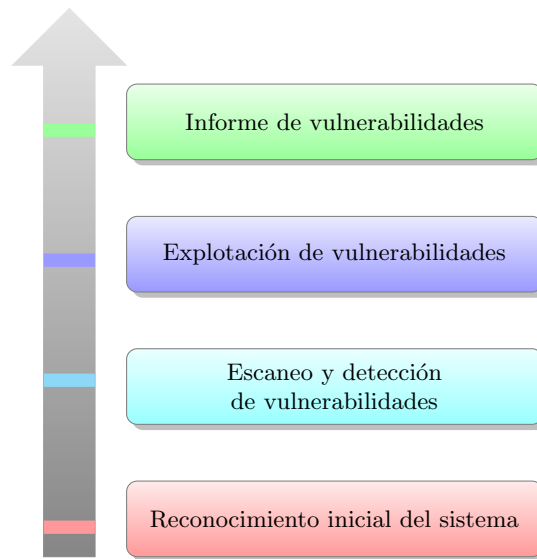 Informe de vulnerabilidades
Explotación de vulnerabilidades
Escaneo y detección
de vulnerabilidades
Reconocimiento inicial del sistema